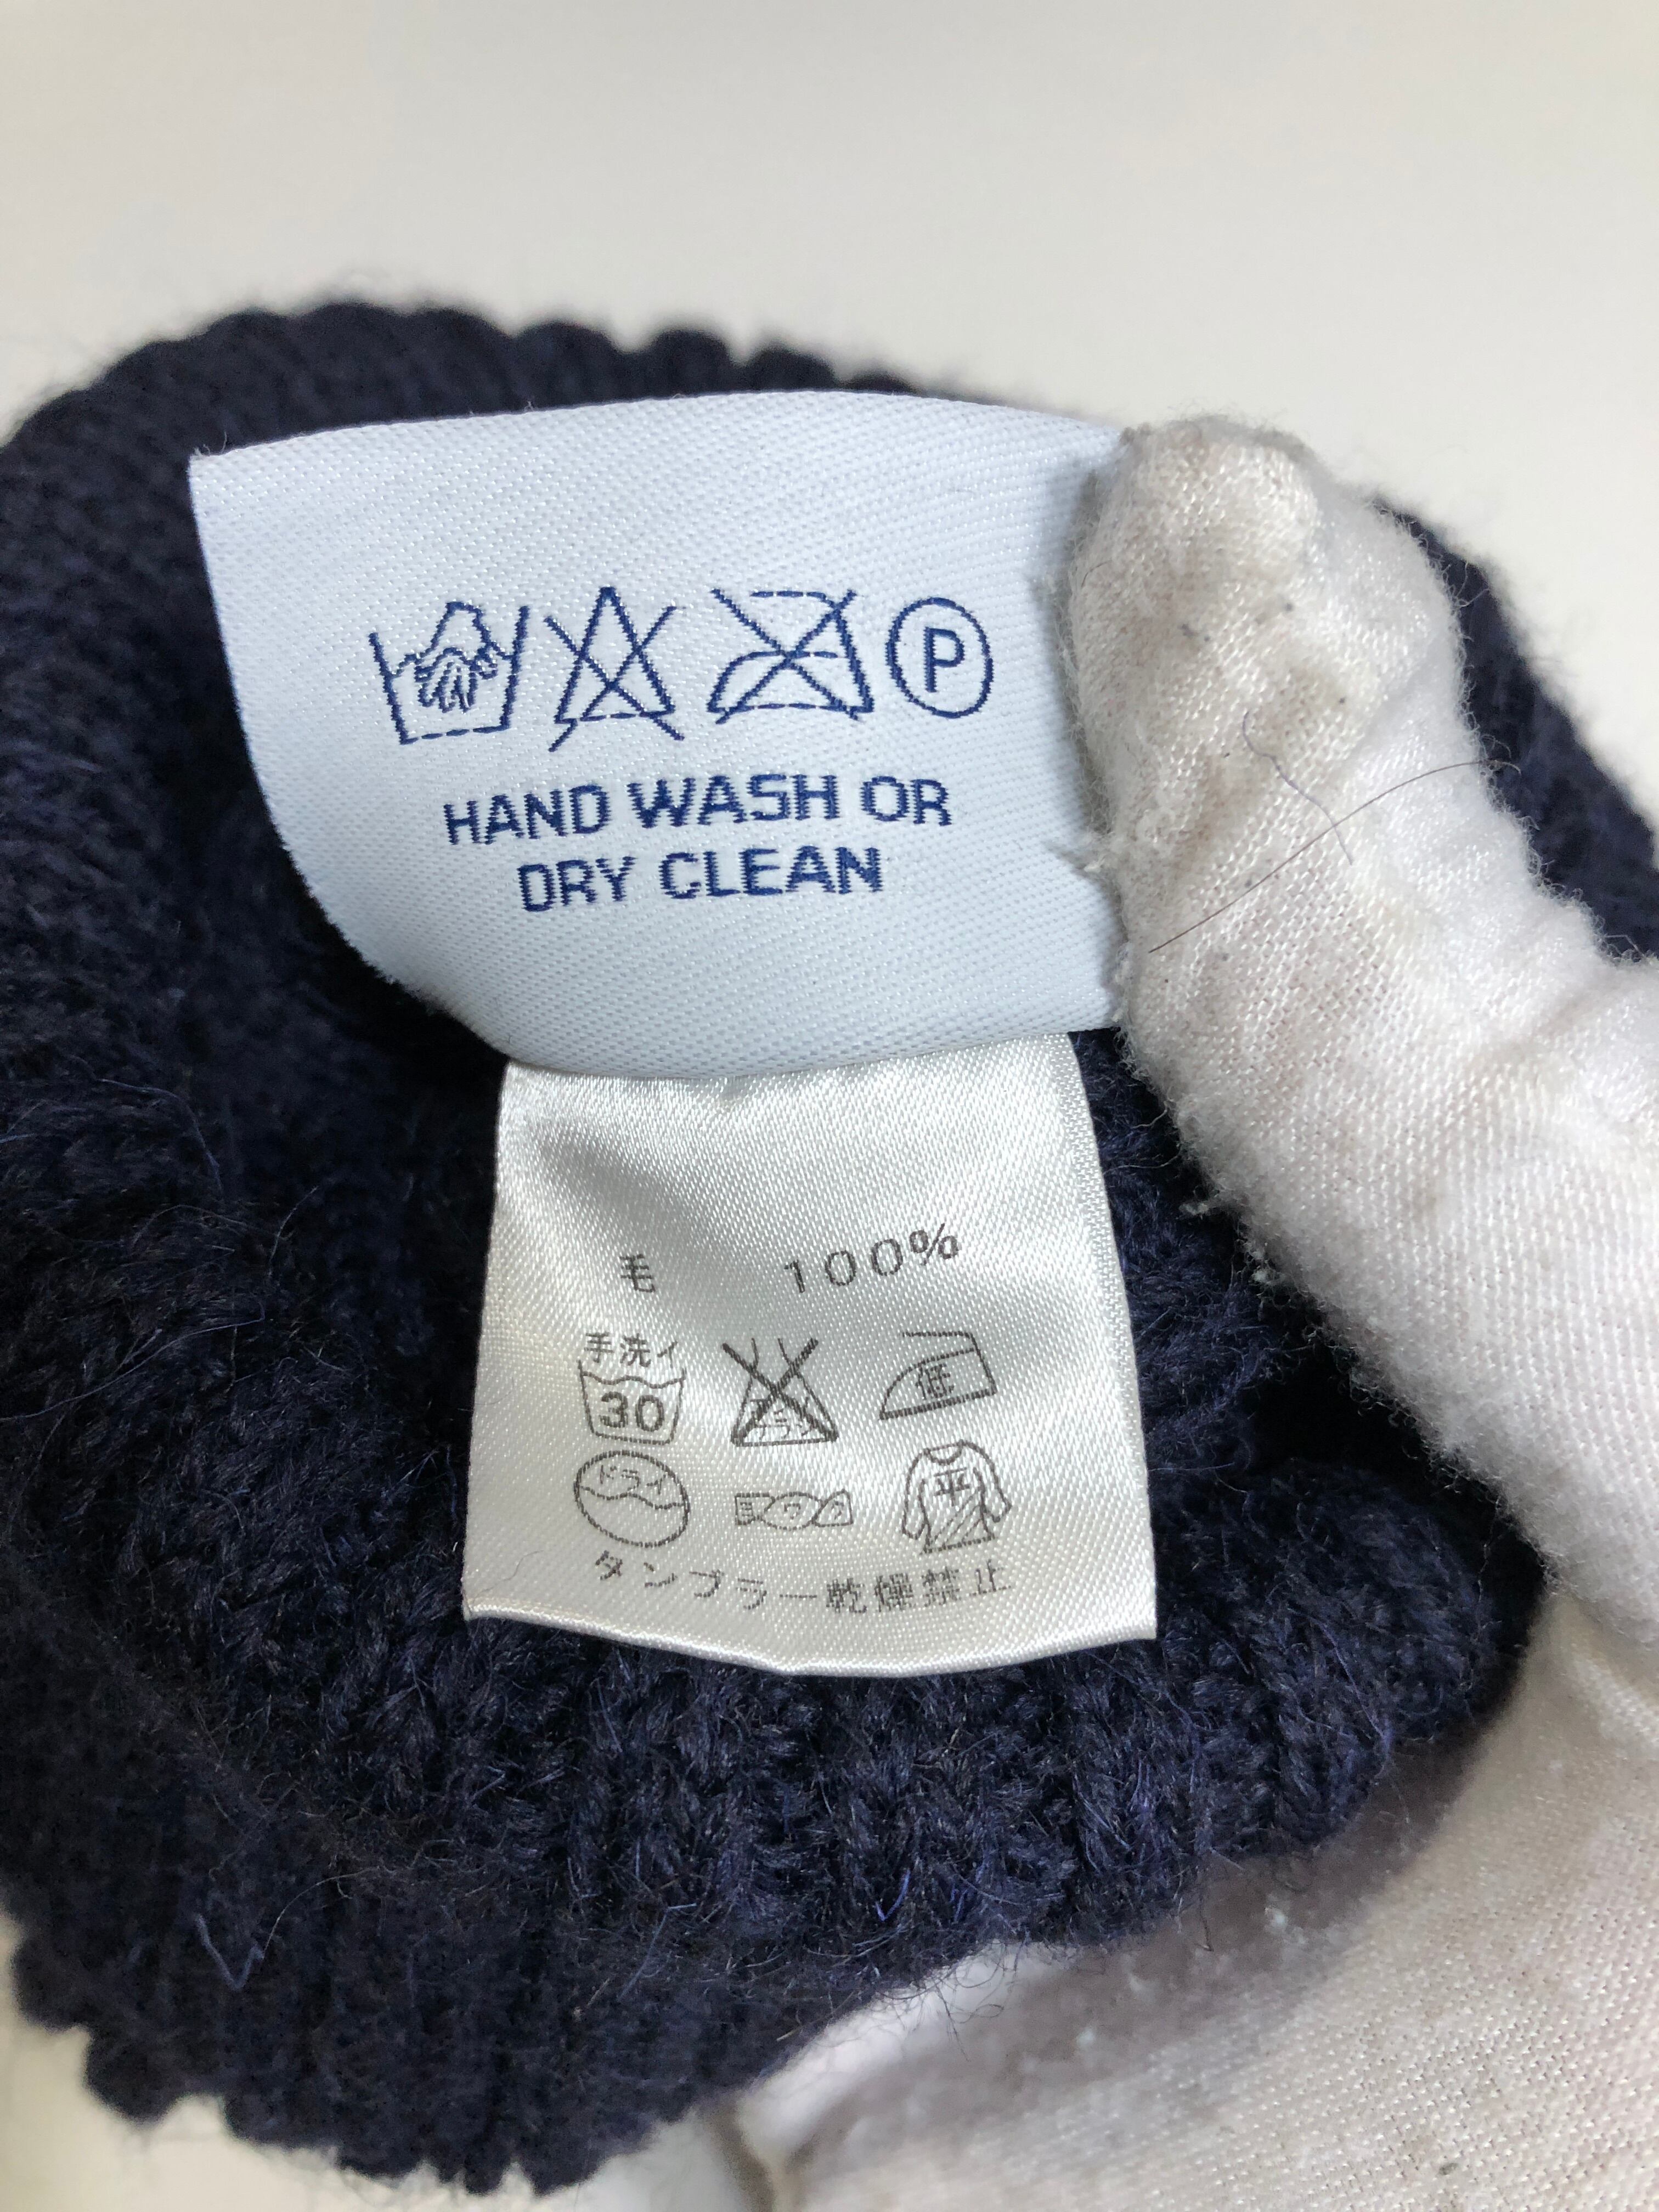 P
HAND WASH OR
DRY CLEAN
毛 100%
手洗イ
30
低
ドライ
平
タンブラー乾燥禁止